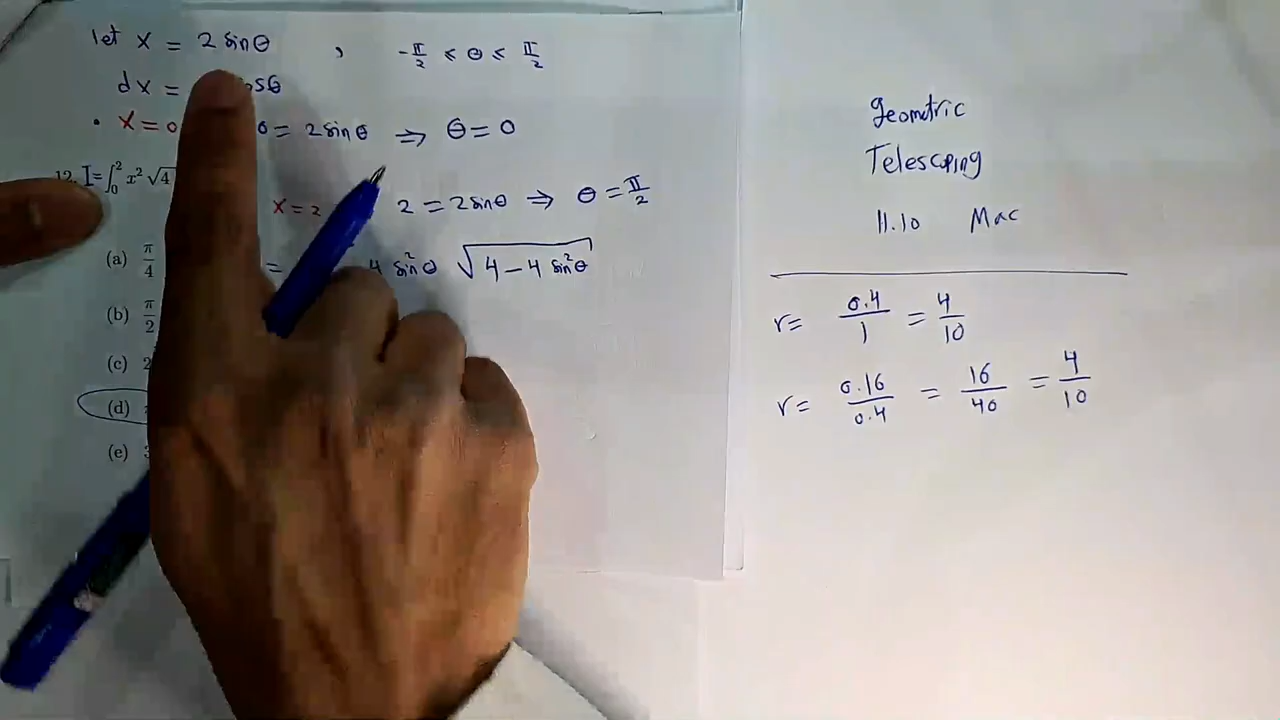 let x = 2 sinθ , -π/2 ≤ θ ≤ π/2
dx =
• x=0 = 2 sinθ ⇒ θ = 0
12. I = ∫₀² x² √4
x=2 2 = 2 sinθ ⇒ θ = π/2
(a) π/4
= 4 sin²θ √(4 − 4 sin²θ)
(b) π/2
(c) 2
(d)
(e) 3
Geometric
Telescoping
11.10 Mac
r = 0.4/1 = 4/10
r = 0.16/0.4 = 16/40 = 4/10